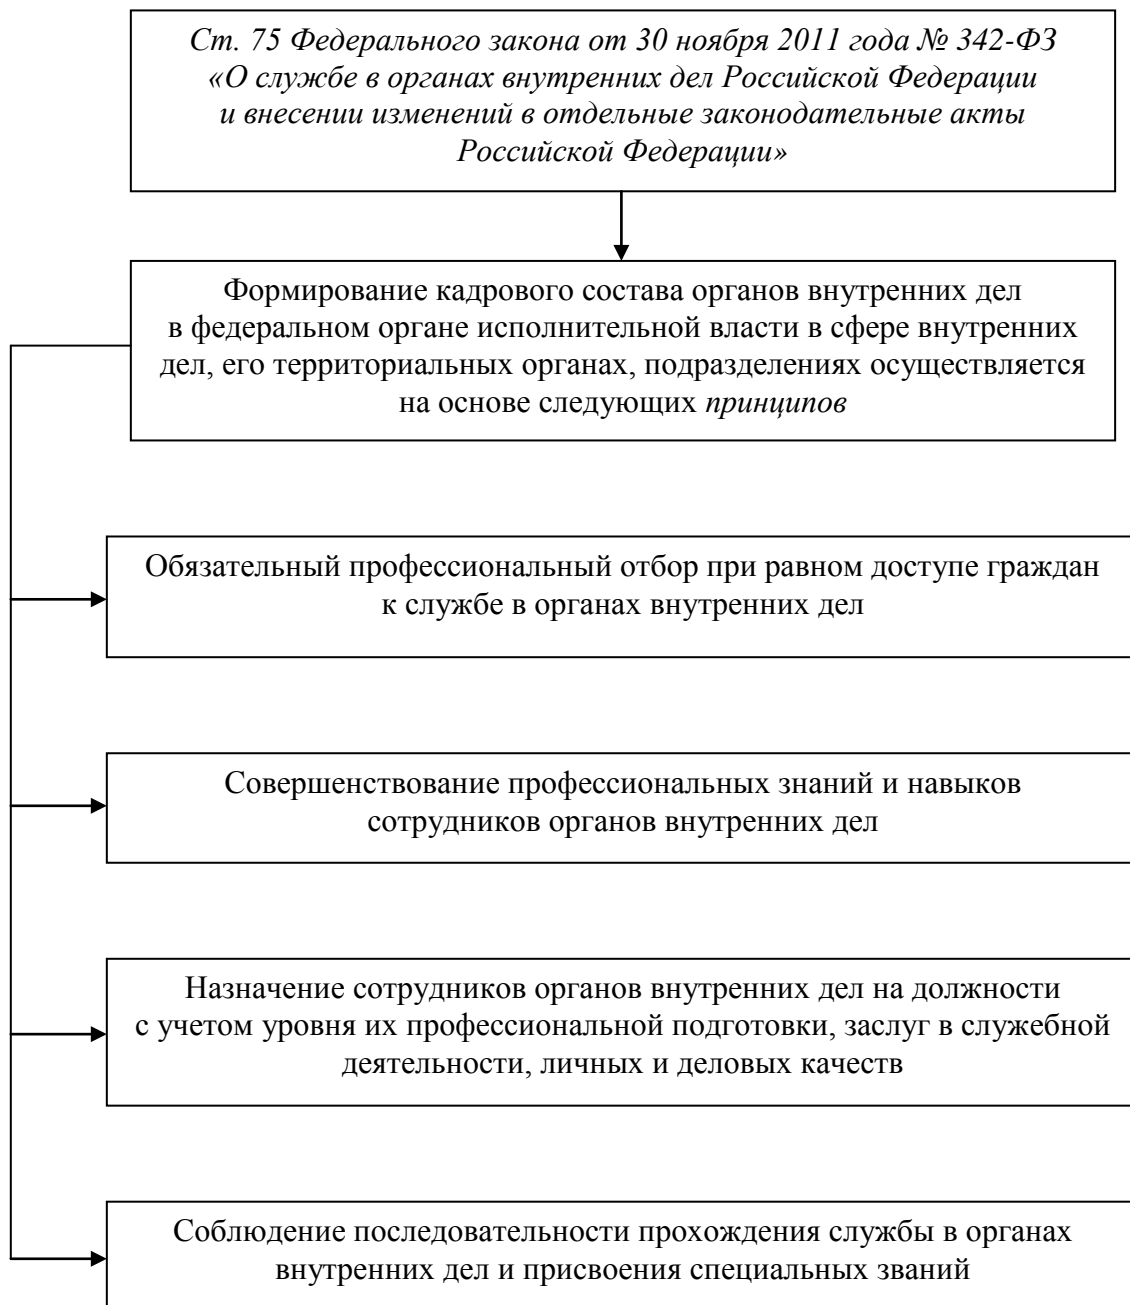 Ст. 75 Федерального закона от 30 ноября 2011 года № 342-ФЗ
«О службе в органах внутренних дел Российской Федерации
и внесении изменений в отдельные законодательные акты
Российской Федерации»
Формирование кадрового состава органов внутренних дел
в федеральном органе исполнительной власти в сфере внутренних
дел, его территориальных органах, подразделениях осуществляется
на основе следующих принципов
Обязательный профессиональный отбор при равном доступе граждан
к службе в органах внутренних дел
Совершенствование профессиональных знаний и навыков
сотрудников органов внутренних дел
Назначение сотрудников органов внутренних дел на должности
с учетом уровня их профессиональной подготовки, заслуг в служебной
деятельности, личных и деловых качеств
Соблюдение последовательности прохождения службы в органах
внутренних дел и присвоения специальных званий